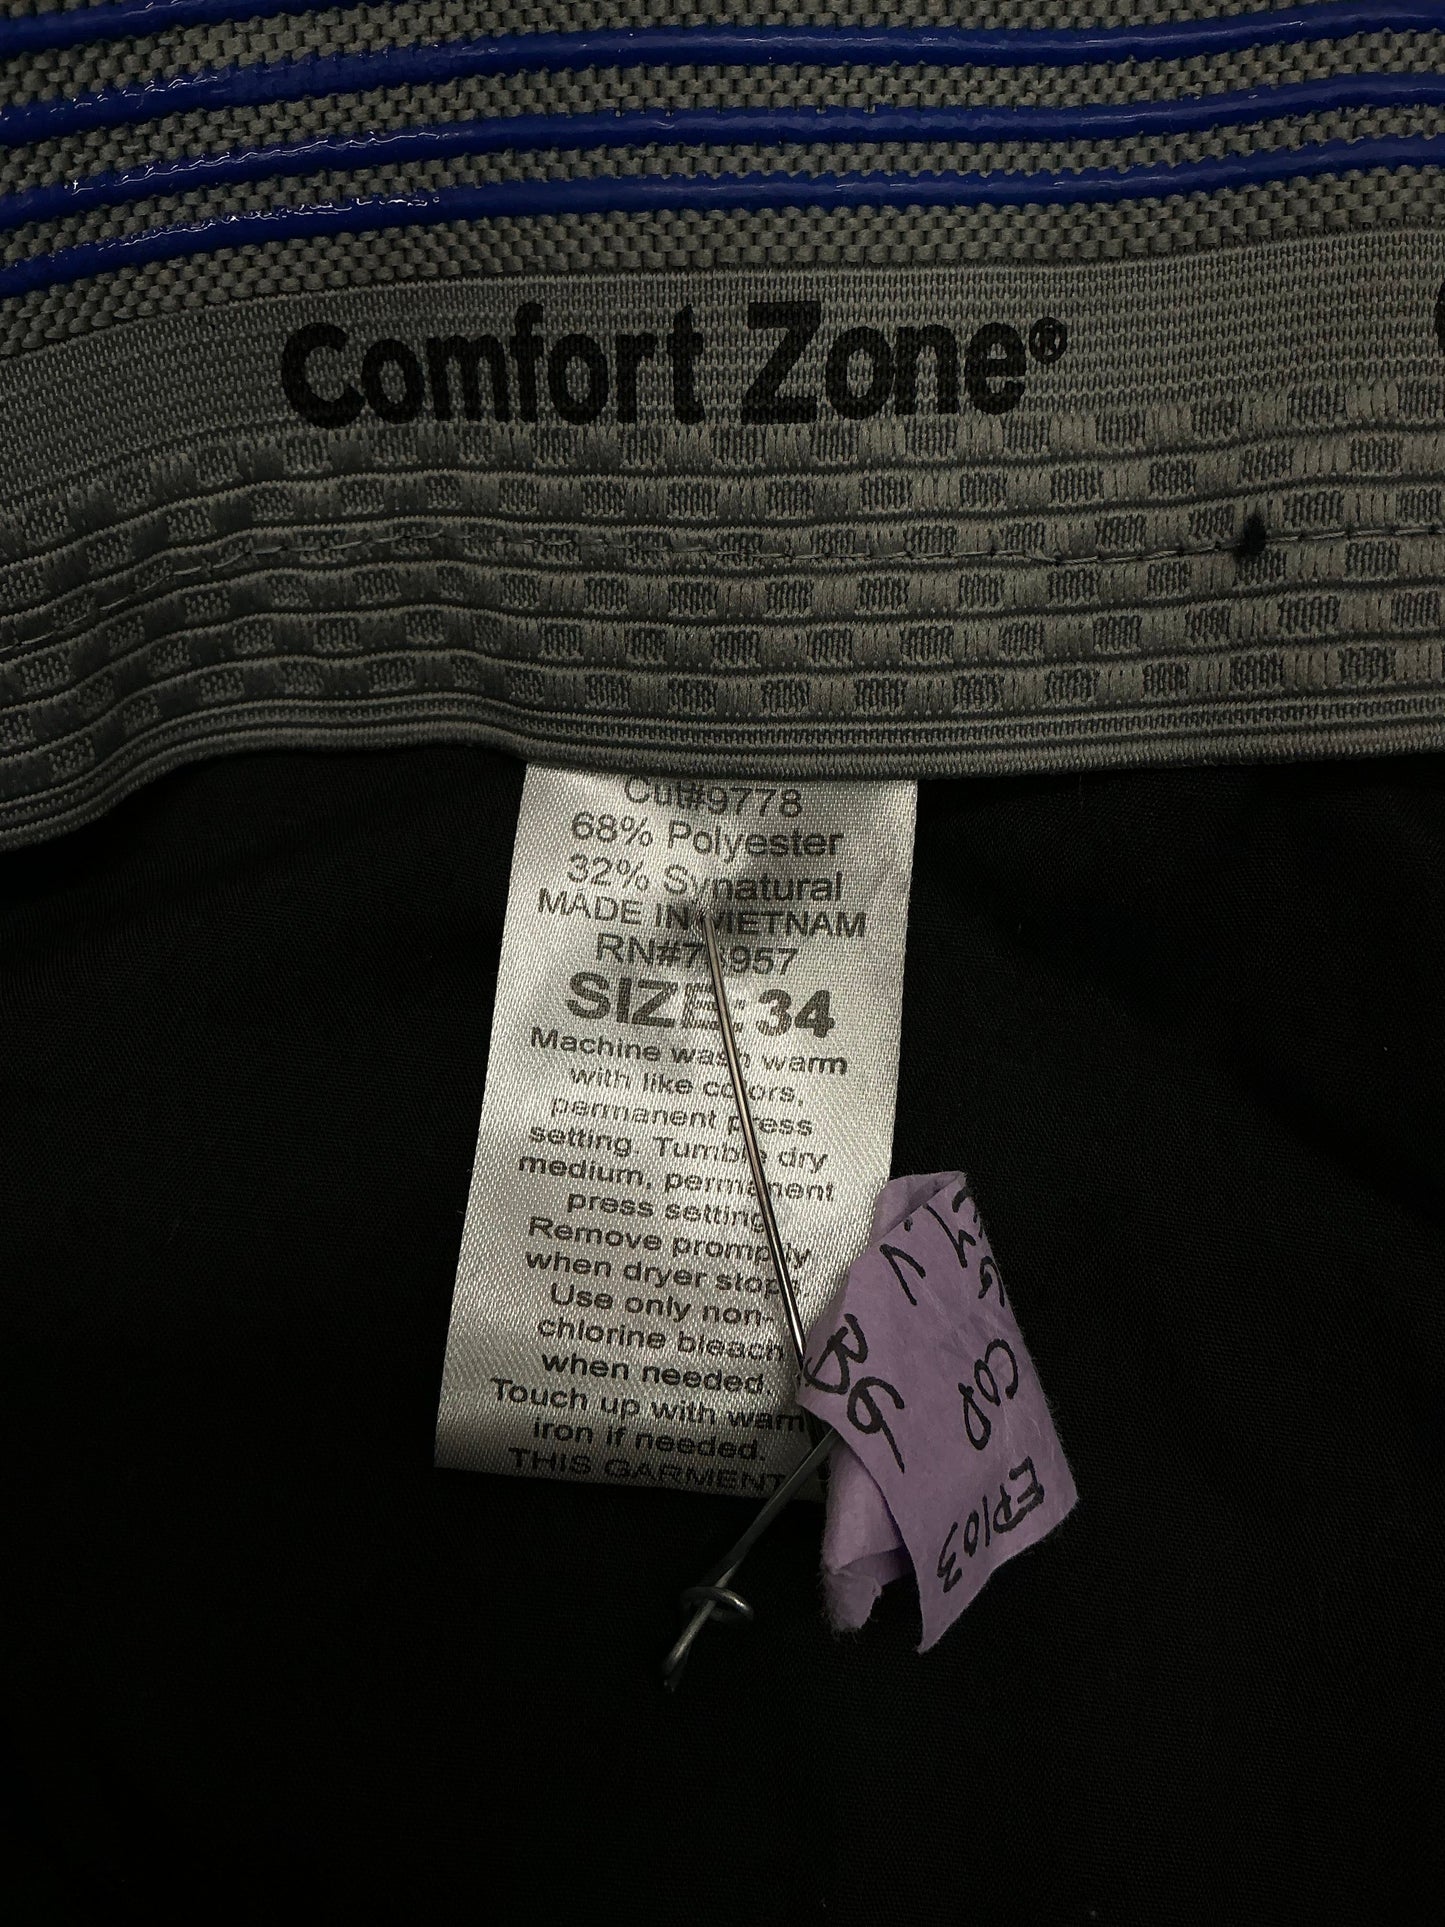 Comfort Zone®
Cut#9778
68% Polyester
32% Synatural
MADE IN VIETNAM
SIZE: 34
Machine wash warm
with like colors,
permanent press
setting. Tumble dry
medium, permanent
press setting
Remove promptly
when dryer stops.
Use only non-
chlorine bleach
when needed.
Touch up with warm
iron if needed.
THIS GARMENT
B6
COD
EP103